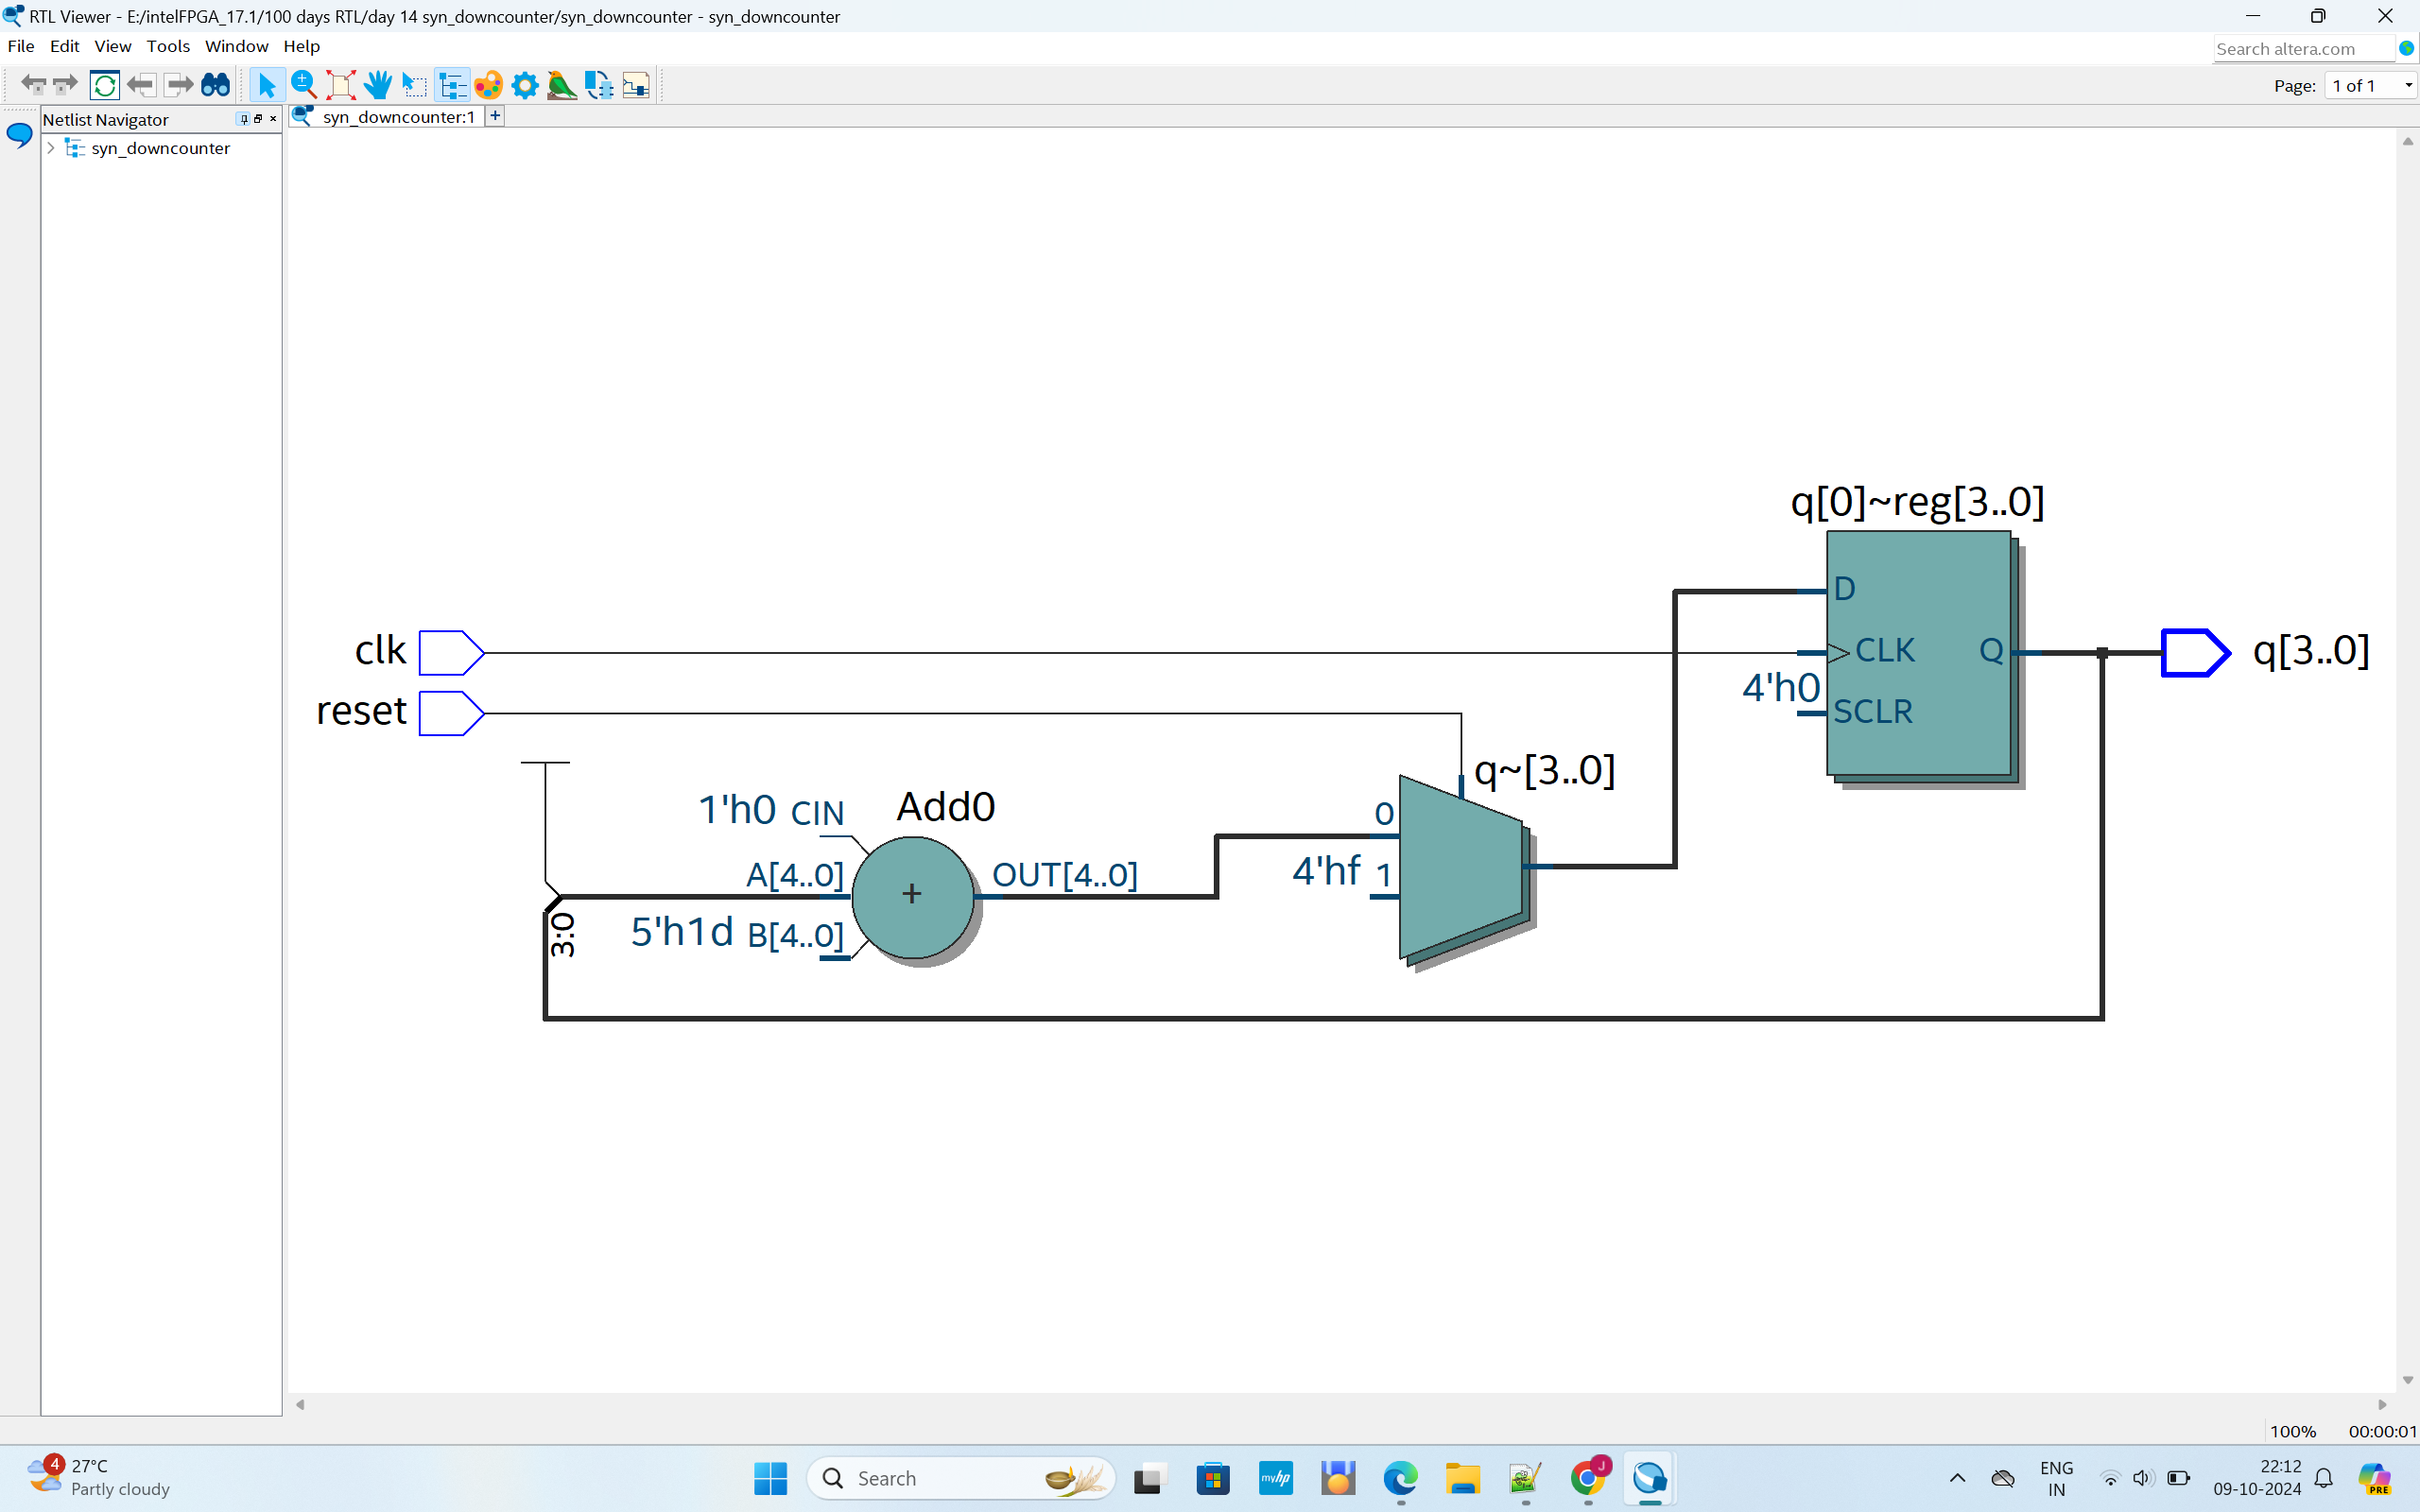 RTL Viewer - E:/intelFPGA_17.1/100 days RTL/day 14 syn_downcounter/syn_downcounter - syn_downcounter
File Edit View Tools Window Help
Search altera.com
Page: 1 of 1
Netlist Navigator
syn_downcounter:1
syn_downcounter
q[0]~reg[3..0]
D
clk
CLK Q
q[3..0]
4'h0
reset
SCLR
q~[3..0]
1'h0 CIN
Add0
0
A[4..0]
+
OUT[4..0]
4'hf 1
5'h1d B[4..0]
3:0
100% 00:00:01
4
27°C
Partly cloudy
Search
myhp
J
ENG
IN
22:12
09-10-2024
PRE